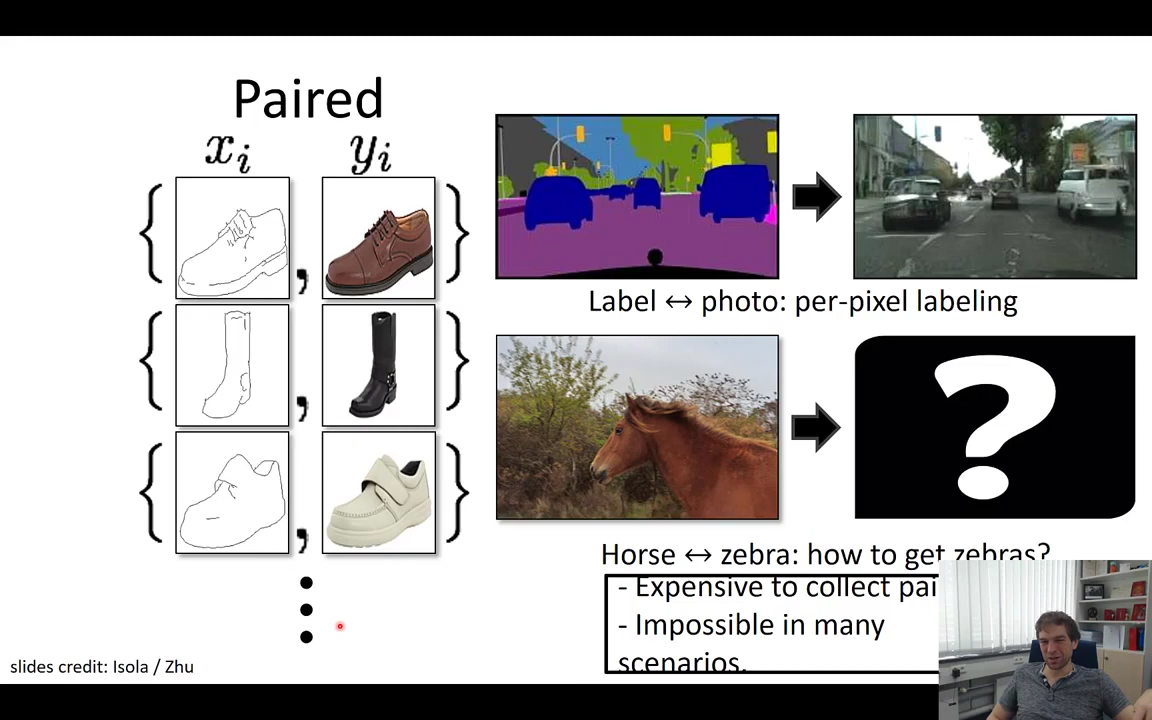 Paired
x_i y_i
{ , }
{ , }
{ , }
Label ↔ photo: per-pixel labeling
?
Horse ↔ zebra: how to get zebras?
- Expensive to collect
- Impossible in many
scenarios.
slides credit: Isola / Zhu